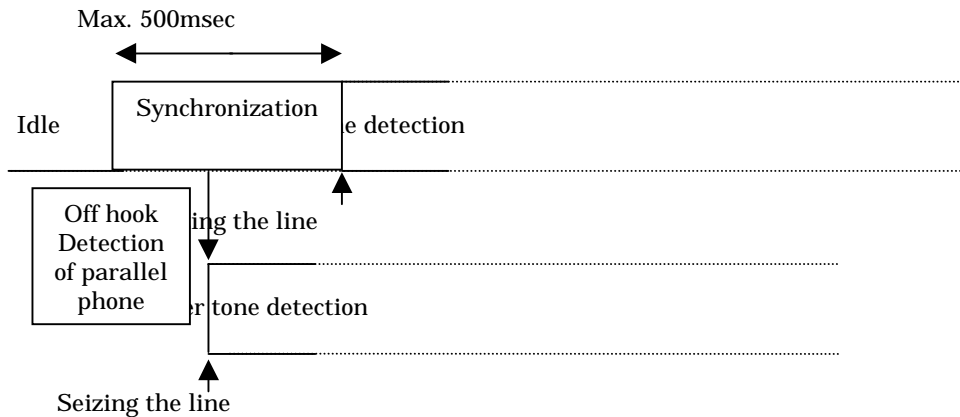 Max. 500msec
Synchronization
Idle
e detection
Off hook
Detection
of parallel
phone
ing the line
er tone detection
Seizing the line